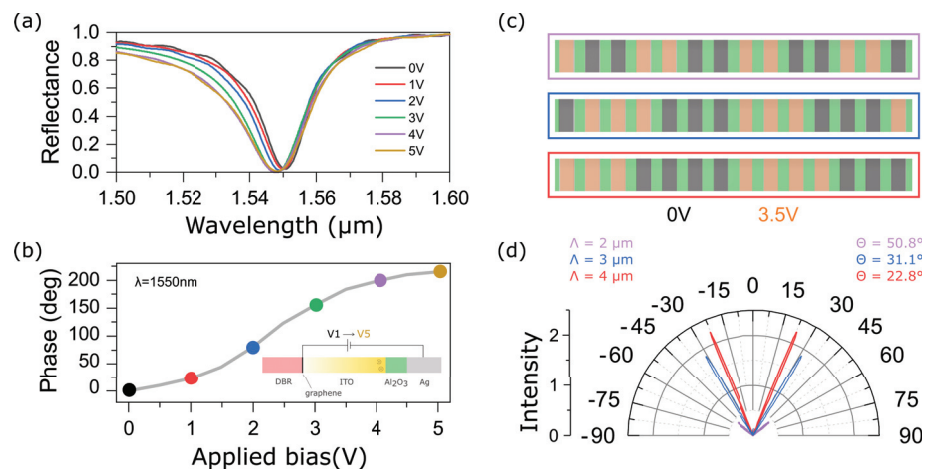 (a)
1.0
0.8
0.6
0.4
0.2
0.0
Reflectance
0V
1V
2V
3V
4V
5V
1.50 1.52 1.54 1.56 1.58 1.60
Wavelength (µm)
(b)
200
150
100
50
0
Phase (deg)
λ=1550nm
V1 → V5
DBR ITO Al2O3 Ag
graphene
0 1 2 3 4 5
Applied bias(V)
(c)
0V 3.5V
(d)
Λ = 2 µm
Λ = 3 µm
Λ = 4 µm
Θ = 50.8°
Θ = 31.1°
Θ = 22.8°
Intensity
2
1
1
0
-90 -75 -60 -45 -30 -15 0 15 30 45 60 75 90